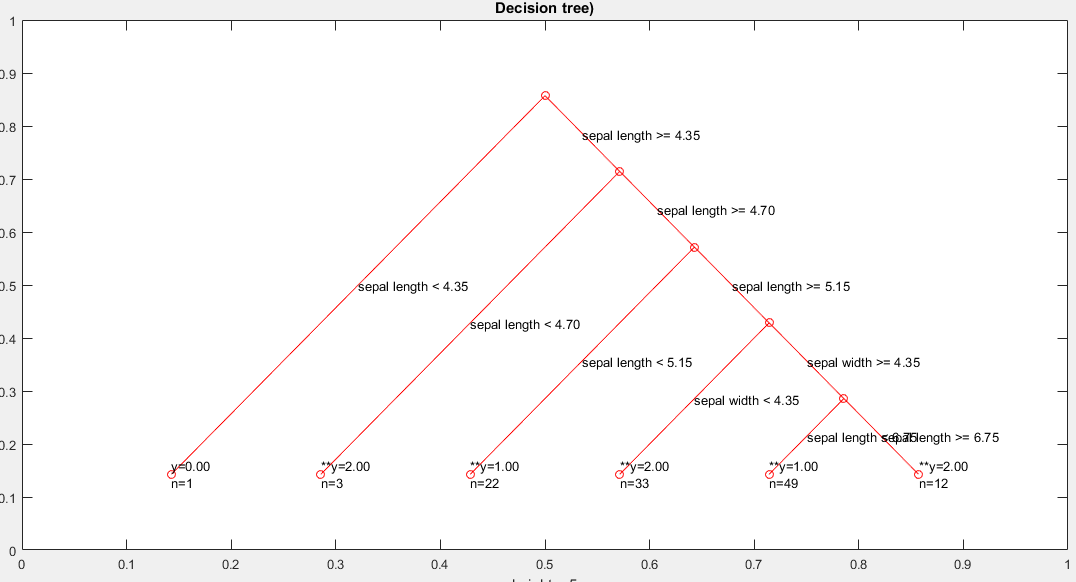 Decision tree)
1
0.9
0.8
0.7
0.6
0.5
0.4
0.3
0.2
0.1
0
sepal length >= 4.35
sepal length >= 4.70
sepal length < 4.35
sepal length >= 5.15
sepal length < 4.70
sepal length < 5.15
sepal width >= 4.35
sepal width < 4.35
sepal length < 6.75
sepal length >= 6.75
y=0.00
n=1
**y=2.00
n=3
**y=1.00
n=22
**y=2.00
n=33
**y=1.00
n=49
**y=2.00
n=12
0 0.1 0.2 0.3 0.4 0.5 0.6 0.7 0.8 0.9 1